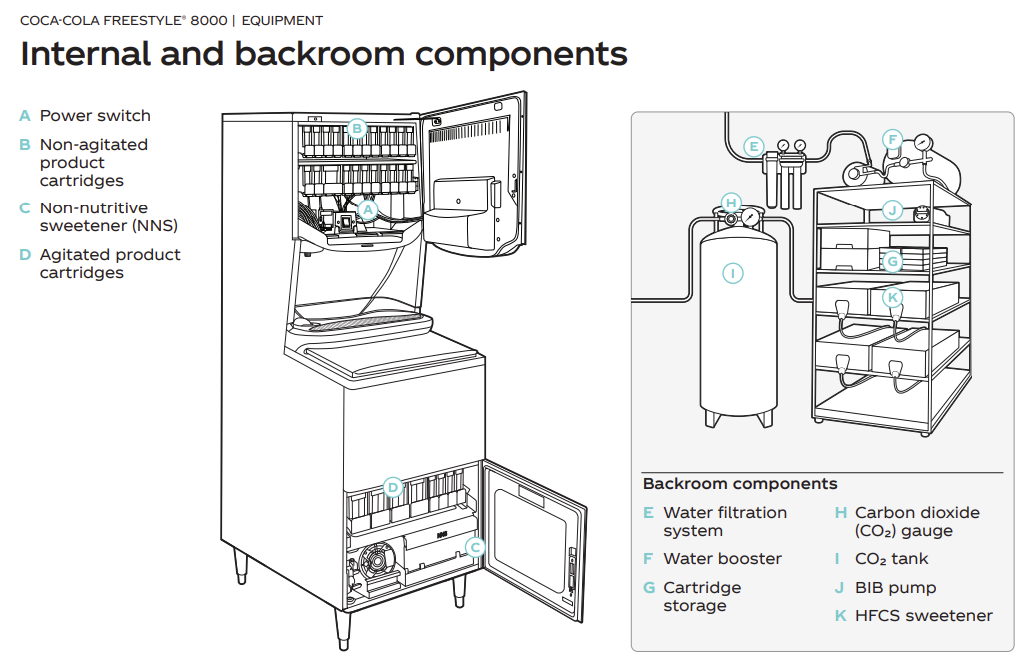 COCA-COLA FREESTYLE® 8000 | EQUIPMENT
Internal and backroom components
A Power switch
B Non-agitated
product
cartridges
C Non-nutritive
sweetener (NNS)
D Agitated product
cartridges
B
A
D
NNS
C
E
F
H
J
I
G
K
Backroom components
E Water filtration
system
F Water booster
G Cartridge
storage
H Carbon dioxide
(CO₂) gauge
I CO₂ tank
J BIB pump
K HFCS sweetener